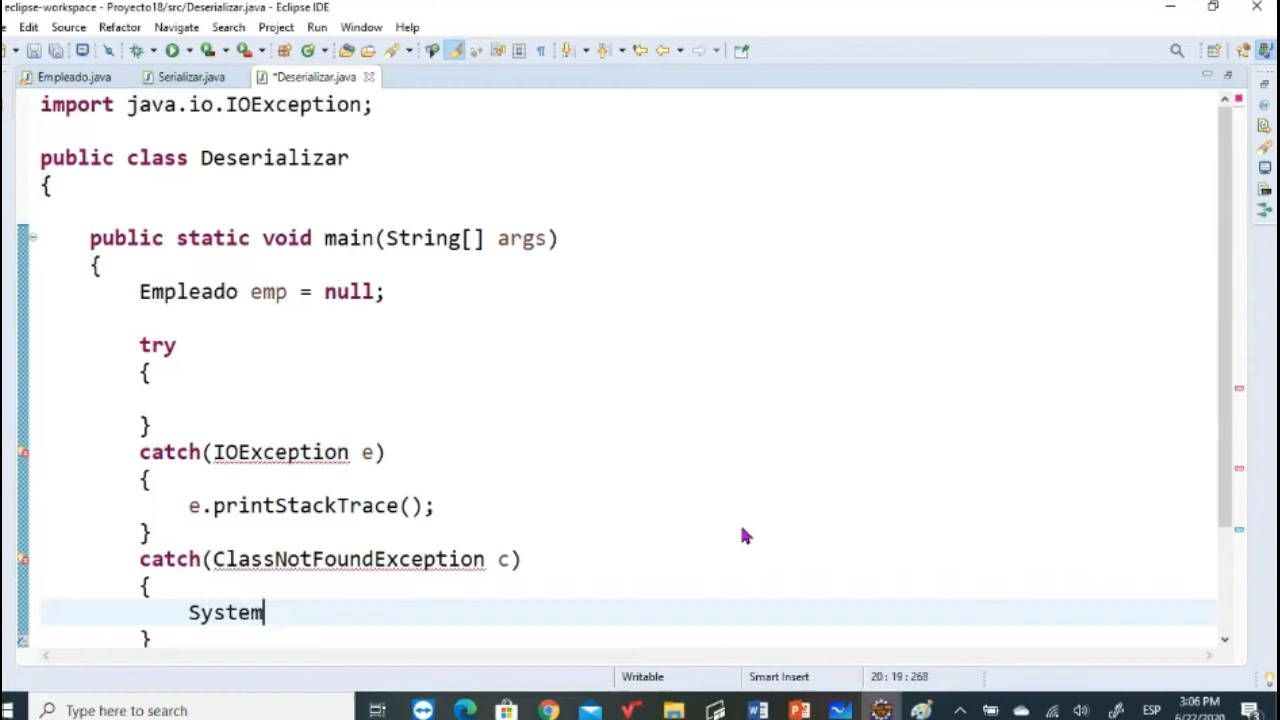 eclipse-workspace - Proyecto18/src/Deserializar.java - Eclipse IDE
Edit Source Refactor Navigate Search Project Run Window Help
Empleado.java Serializar.java *Deserializar.java
import java.io.IOException;
public class Deserializar
{
public static void main(String[] args)
{
Empleado emp = null;
try
{
}
catch(IOException e)
{
e.printStackTrace();
}
catch(ClassNotFoundException c)
{
System
}
Writable Smart Insert 20 : 19 : 268
Type here to search ESP 3:06 PM
6/22/2020